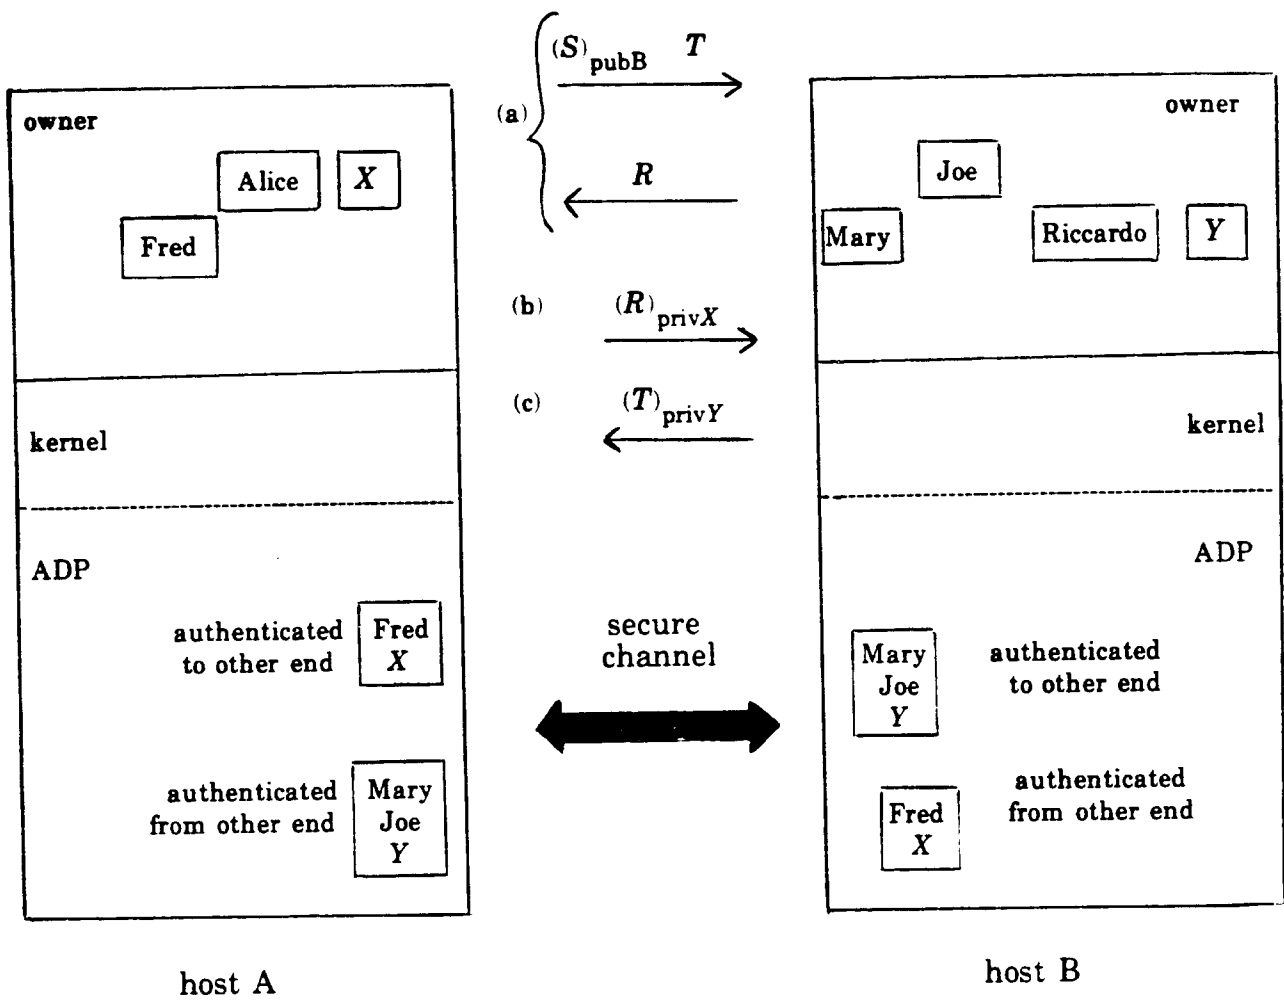 (a) (S)pubB T
R
(b) (R)privX
(c) (T)privY
owner
Alice
X
Fred
kernel
ADP
authenticated
to other end
Fred
X
authenticated
from other end
Mary
Joe
Y
host A
secure
channel
owner
Joe
Mary
Riccardo
Y
kernel
ADP
Mary
Joe
Y
authenticated
to other end
Fred
X
authenticated
from other end
host B